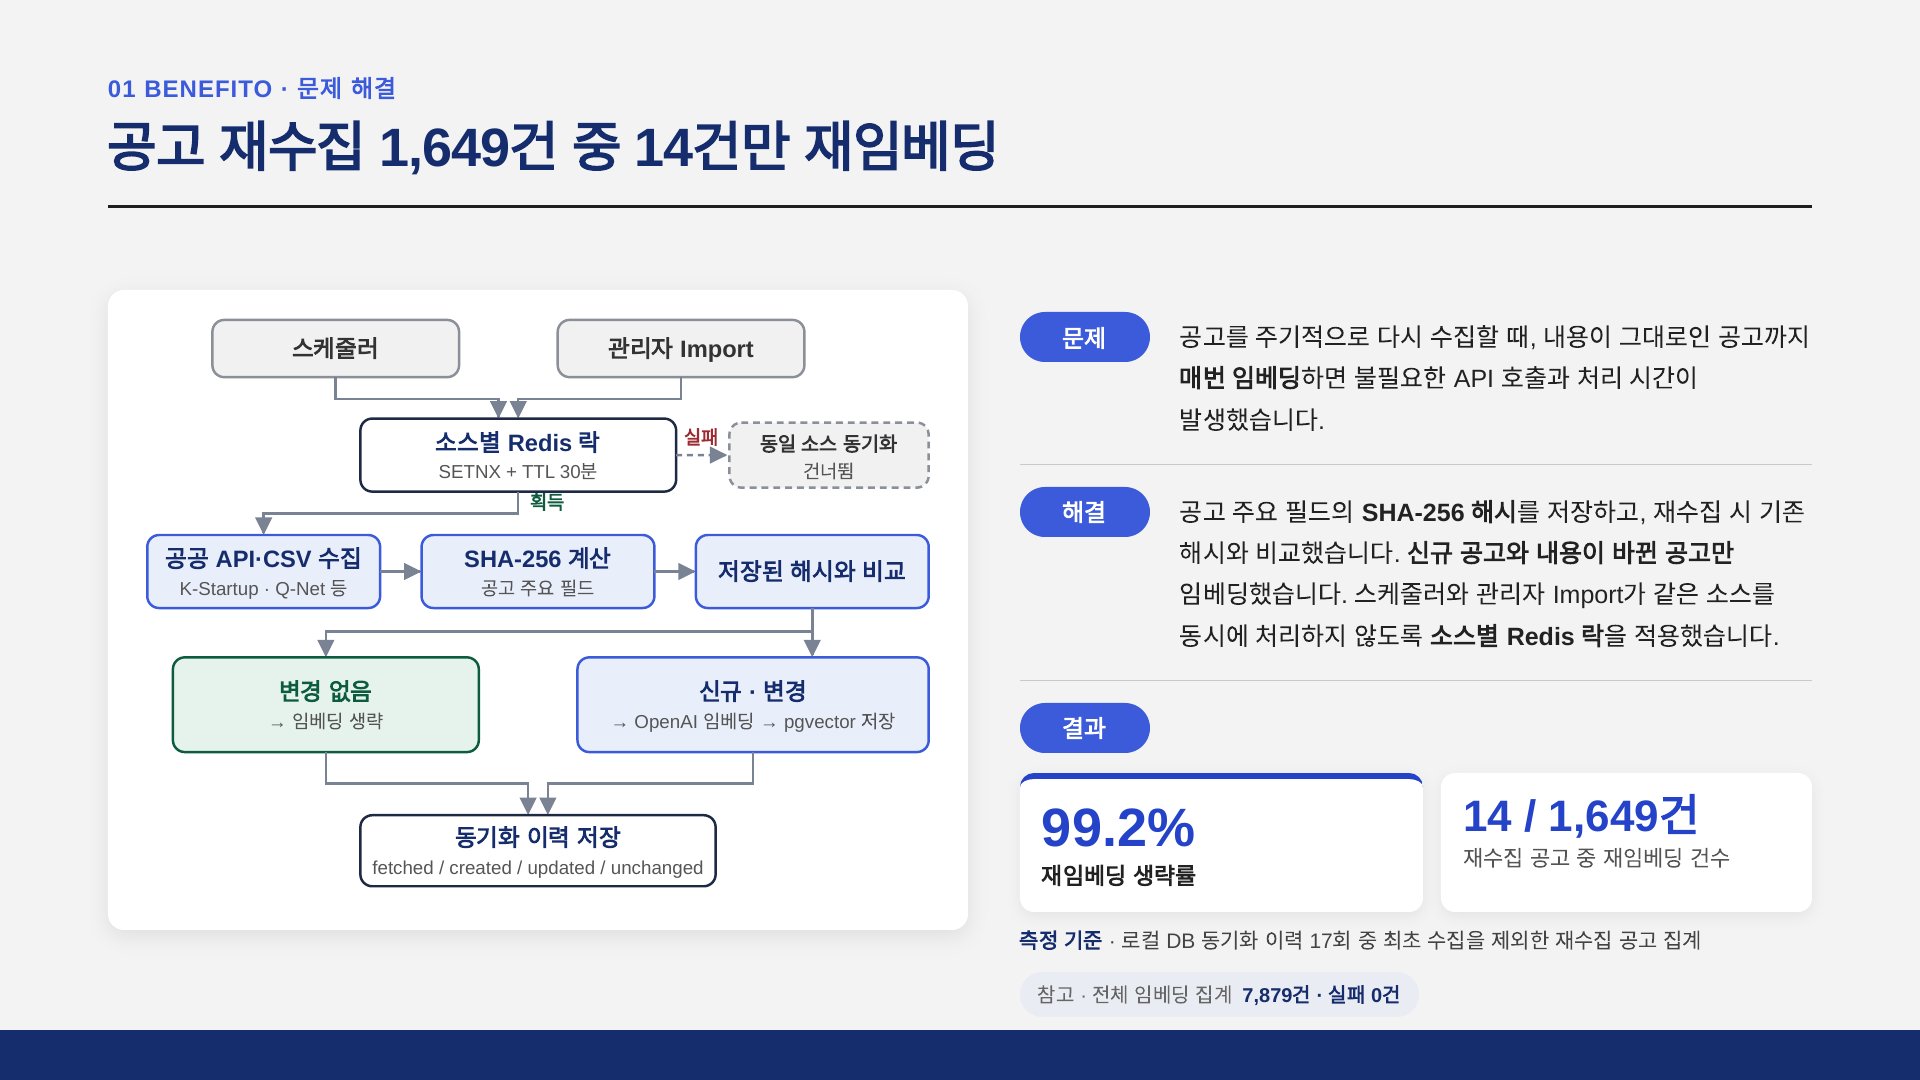 01 BENEFITO · 문제 해결
공고 재수집 1,649건 중 14건만 재임베딩
스케줄러
관리자 Import
소스별 Redis 락
SETNX + TTL 30분
실패
동일 소스 동기화
건너뜀
획득
공공 API·CSV 수집
K-Startup · Q-Net 등
SHA-256 계산
공고 주요 필드
저장된 해시와 비교
변경 없음
→ 임베딩 생략
신규 · 변경
→ OpenAI 임베딩 → pgvector 저장
동기화 이력 저장
fetched / created / updated / unchanged
문제
공고를 주기적으로 다시 수집할 때, 내용이 그대로인 공고까지
매번 임베딩하면 불필요한 API 호출과 처리 시간이
발생했습니다.
해결
공고 주요 필드의 SHA-256 해시를 저장하고, 재수집 시 기존
해시와 비교했습니다. 신규 공고와 내용이 바뀐 공고만
임베딩했습니다. 스케줄러와 관리자 Import가 같은 소스를
동시에 처리하지 않도록 소스별 Redis 락을 적용했습니다.
결과
99.2%
재임베딩 생략률
14 / 1,649건
재수집 공고 중 재임베딩 건수
측정 기준 · 로컬 DB 동기화 이력 17회 중 최초 수집을 제외한 재수집 공고 집계
참고 · 전체 임베딩 집계 7,879건 · 실패 0건